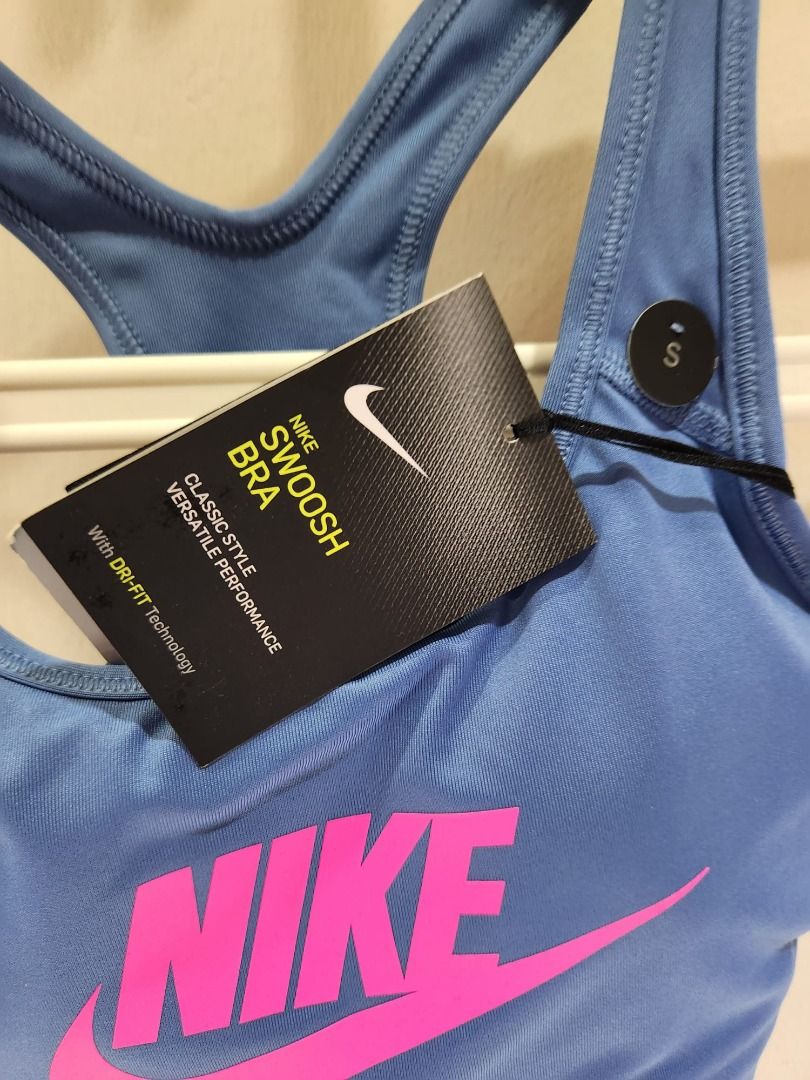 S
NIKE
SWOOSH
BRA
CLASSIC STYLE
VERSATILE PERFORMANCE
With DRI-FIT Technology
NIKE